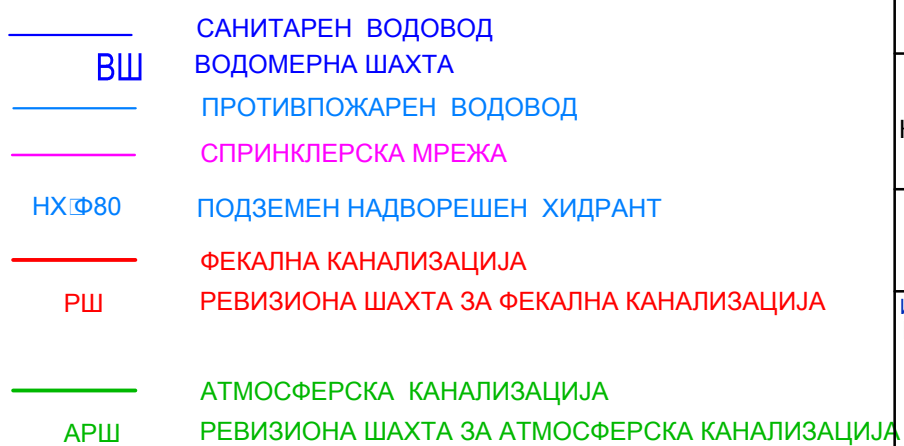 САНИТАРЕН ВОДОВОД
ВШ ВОДОМЕРНА ШАХТА
ПРОТИВПОЖАРЕН ВОДОВОД
СПРИНКЛЕРСКА МРЕЖА
НХ Ф80 ПОДЗЕМЕН НАДВОРЕШЕН ХИДРАНТ
ФЕКАЛНА КАНАЛИЗАЦИЈА
РШ РЕВИЗИОНА ШАХТА ЗА ФЕКАЛНА КАНАЛИЗАЦИЈА
АТМОСФЕРСКА КАНАЛИЗАЦИЈА
АРШ РЕВИЗИОНА ШАХТА ЗА АТМОСФЕРСКА КАНАЛИЗАЦИЈА